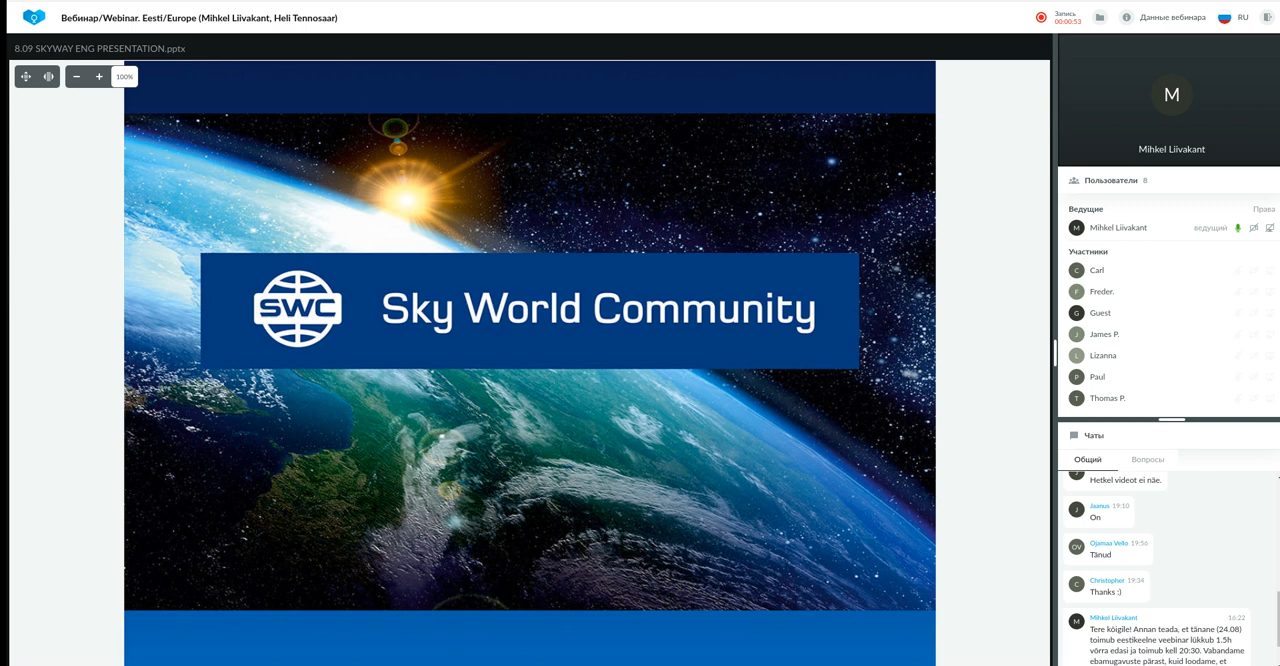 Вебинар/Webinar. Eesti/Europe (Mihkel Liivakant, Heli Tennosaar)
Запись
00:00:53
Данные вебинара
RU
8.09 SKYWAY ENG PRESENTATION.pptx
100%
SWC
Sky World Community
M
Mihkel Liivakant
Пользователи 8
Ведущие Права
M Mihkel Liivakant ведущий
Участники
C Carl
F Freder.
G Guest
J James P.
L Lizanna
P Paul
T Thomas P.
Чаты
Общий Вопросы
Hetkel videot ei näe.
J Jaanus 19:10
On
OV Ojamaa Vello 19:56
Tänud
C Christopher 19:34
Thanks :)
M Mihkel Liivakant 16:22
Tere kõigile! Annan teada, et tänane (24.08)
toimub eestikeelne veebinar lükkub 1.5h
võrra edasi ja toimub kell 20:30. Vabandame
ebamugavuste pärast, kuid loodame, et